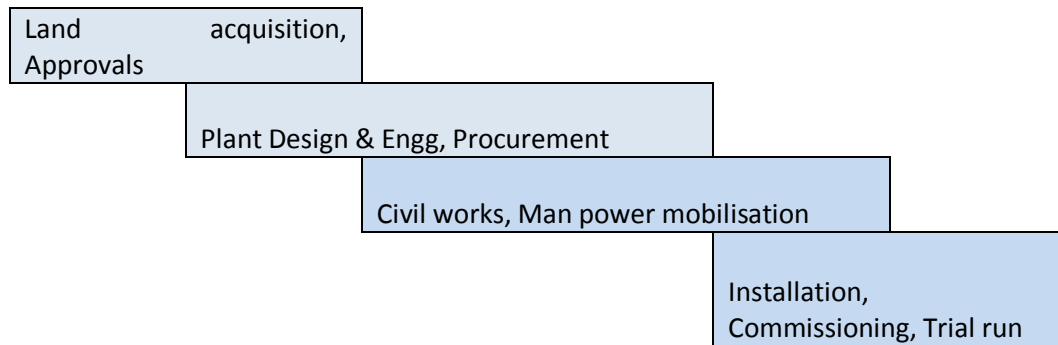 Land acquisition,
Approvals
Plant Design & Engg, Procurement
Civil works, Man power mobilisation
Installation,
Commissioning, Trial run